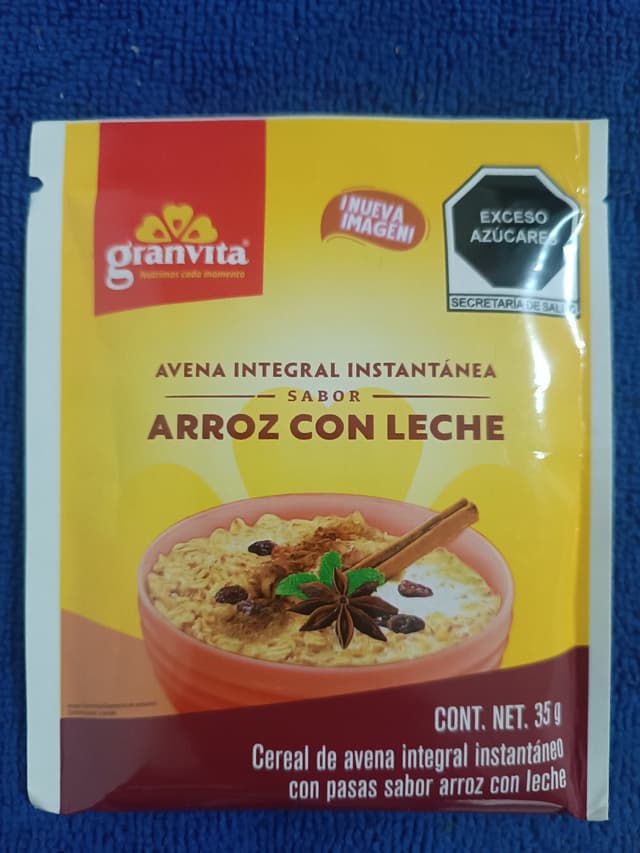 granvita®
Nutrimos cada momento
¡NUEVA
IMAGEN!
EXCESO
AZÚCARES
SECRETARÍA DE SALUD
AVENA INTEGRAL INSTANTÁNEA
SABOR
ARROZ CON LECHE
CONT. NET. 35 g
Cereal de avena integral instantáneo
con pasas sabor arroz con leche